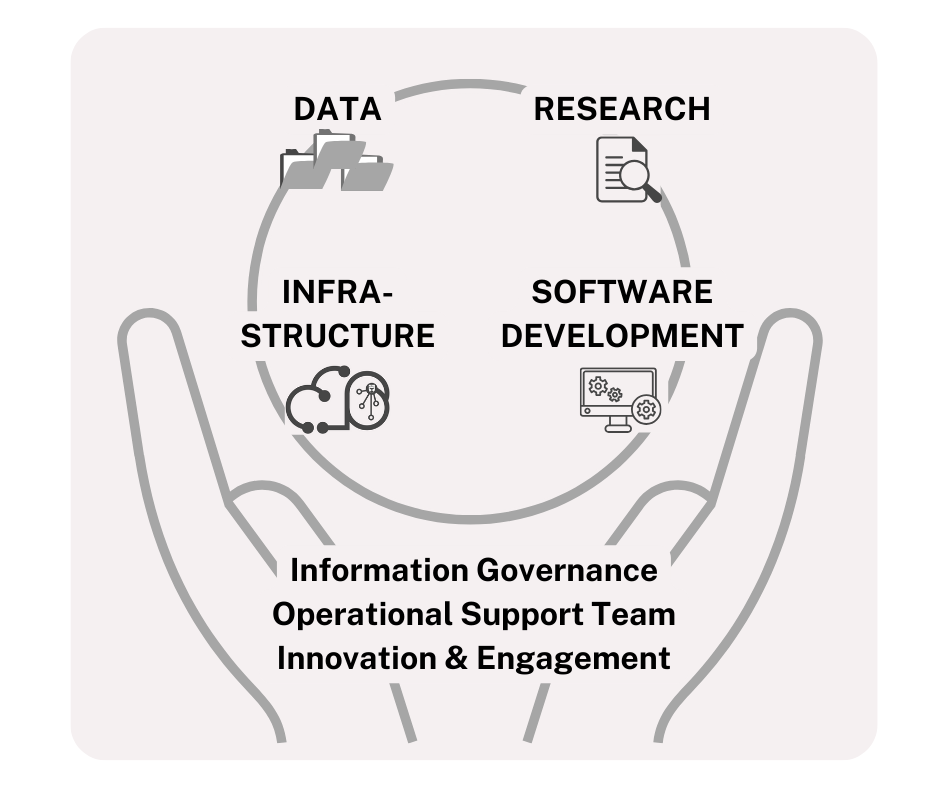 DATA
RESEARCH
INFRA-
STRUCTURE
SOFTWARE
DEVELOPMENT
Information Governance
Operational Support Team
Innovation & Engagement